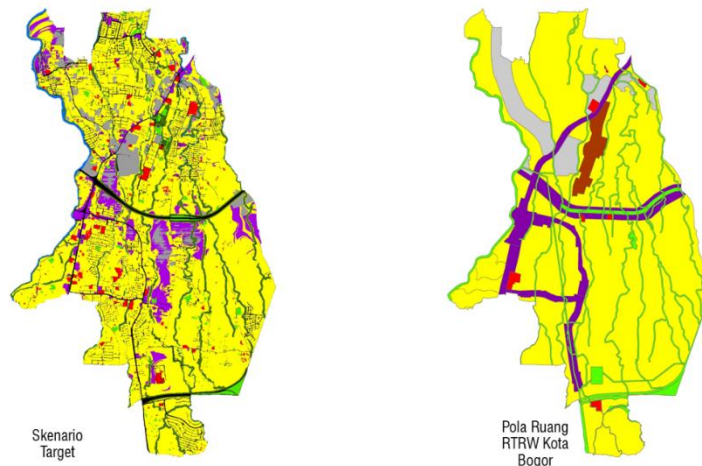 Skenario
Target
Pola Ruang
RTRW Kota
Bogor